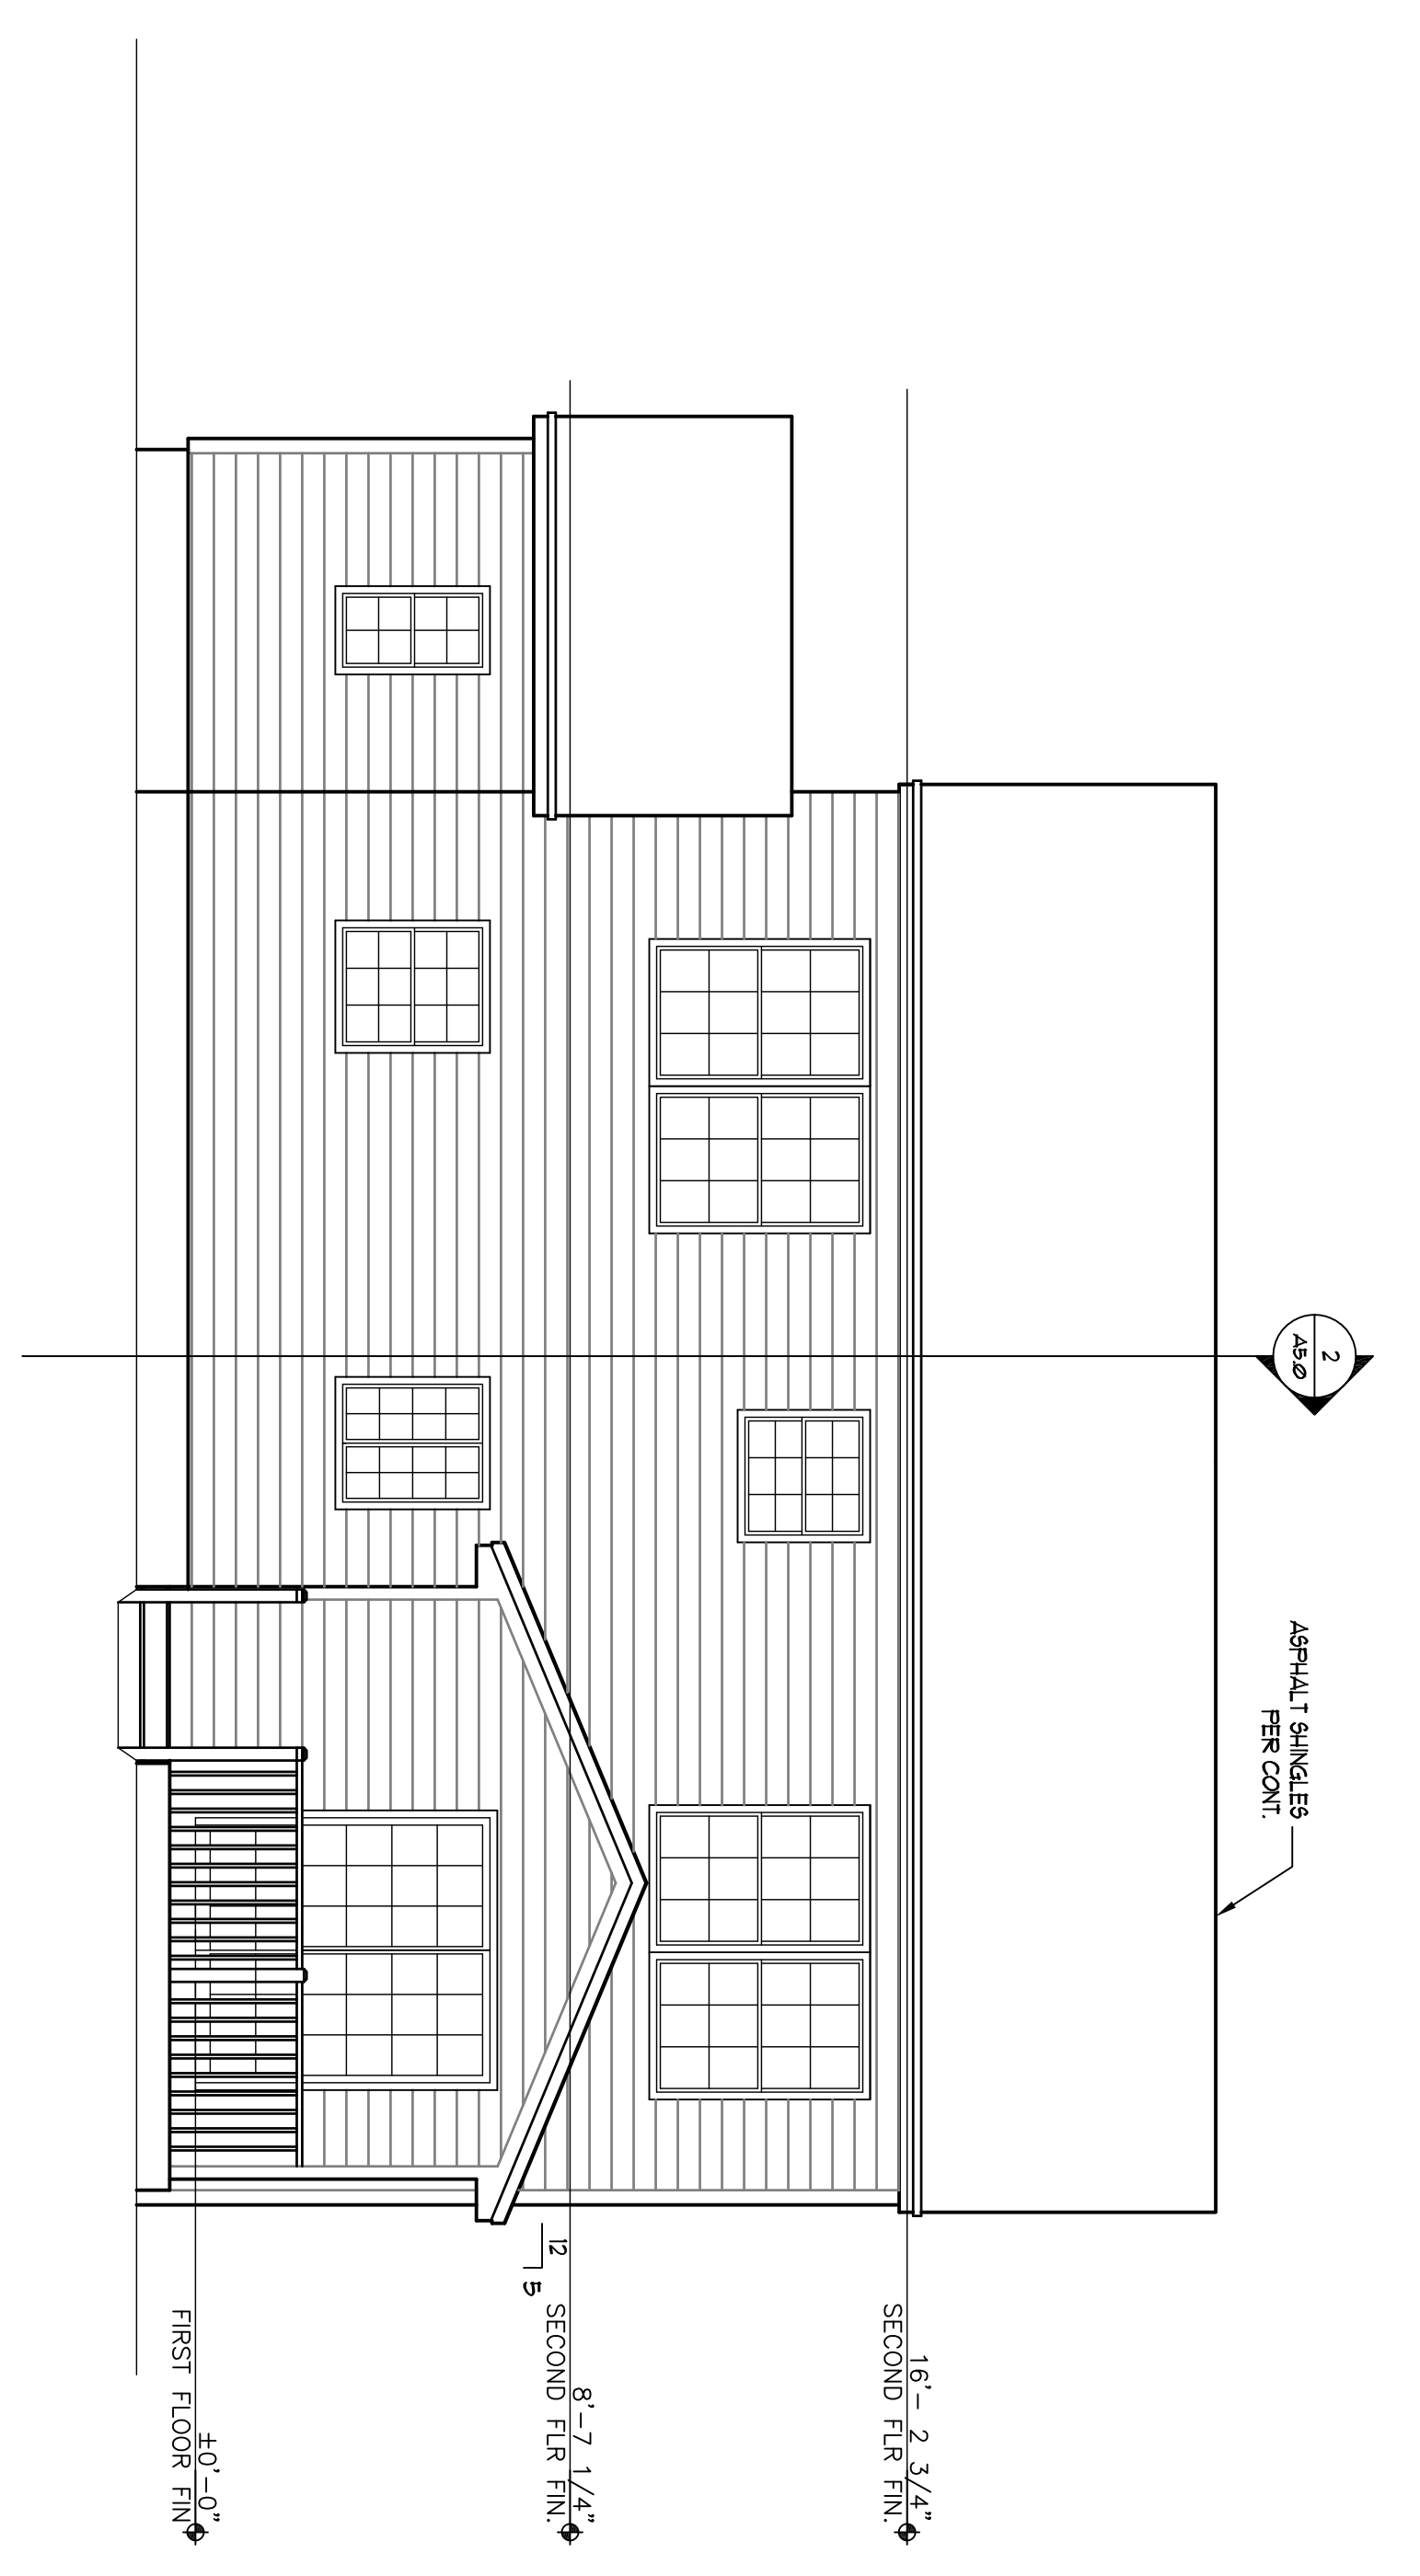 2
A5.0
ASPHALT SHINGLES
PER CONT.
16'- 2 3/4"
SECOND FLR FIN.
8'-7 1/4"
SECOND FLR FIN.
12
5
±0'-0"
FIRST FLOOR FIN